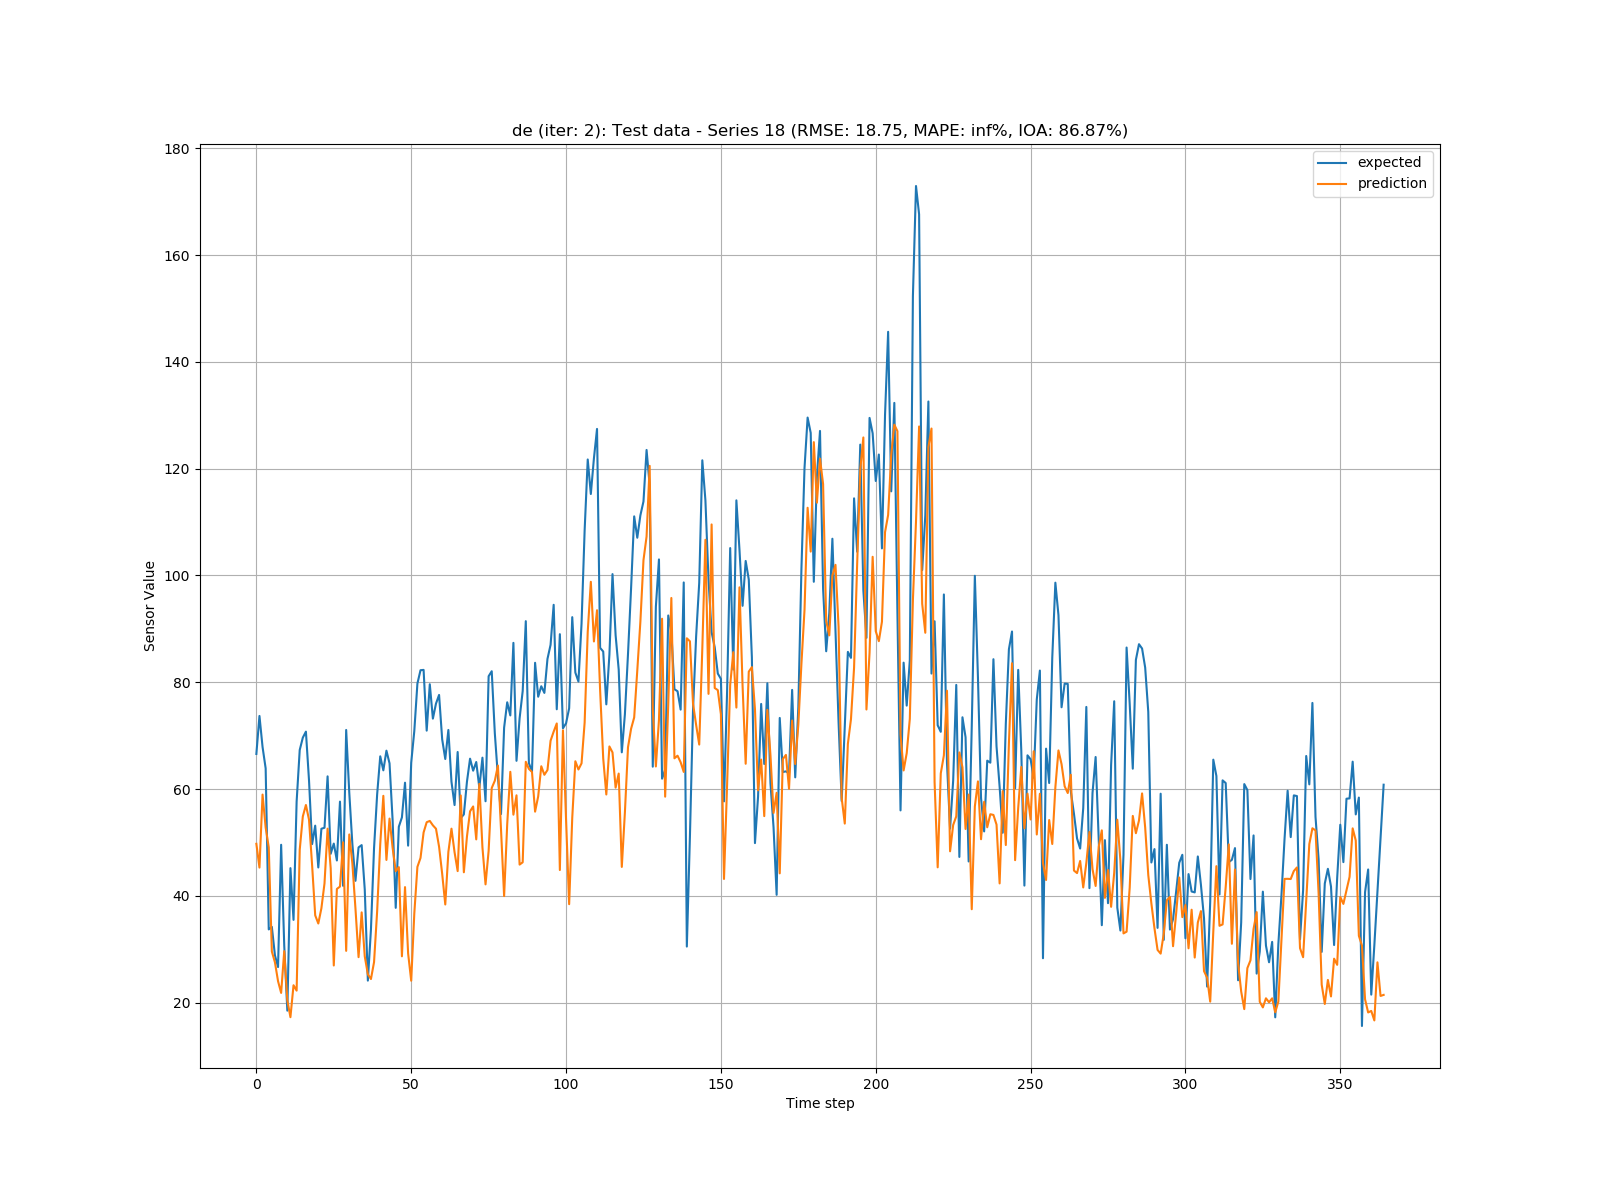 de (iter: 2): Test data - Series 18 (RMSE: 18.75, MAPE: inf%, IOA: 86.87%)
expected
prediction
180
160
140
120
100
80
60
40
20
Sensor Value
0 50 100 150 200 250 300 350
Time step